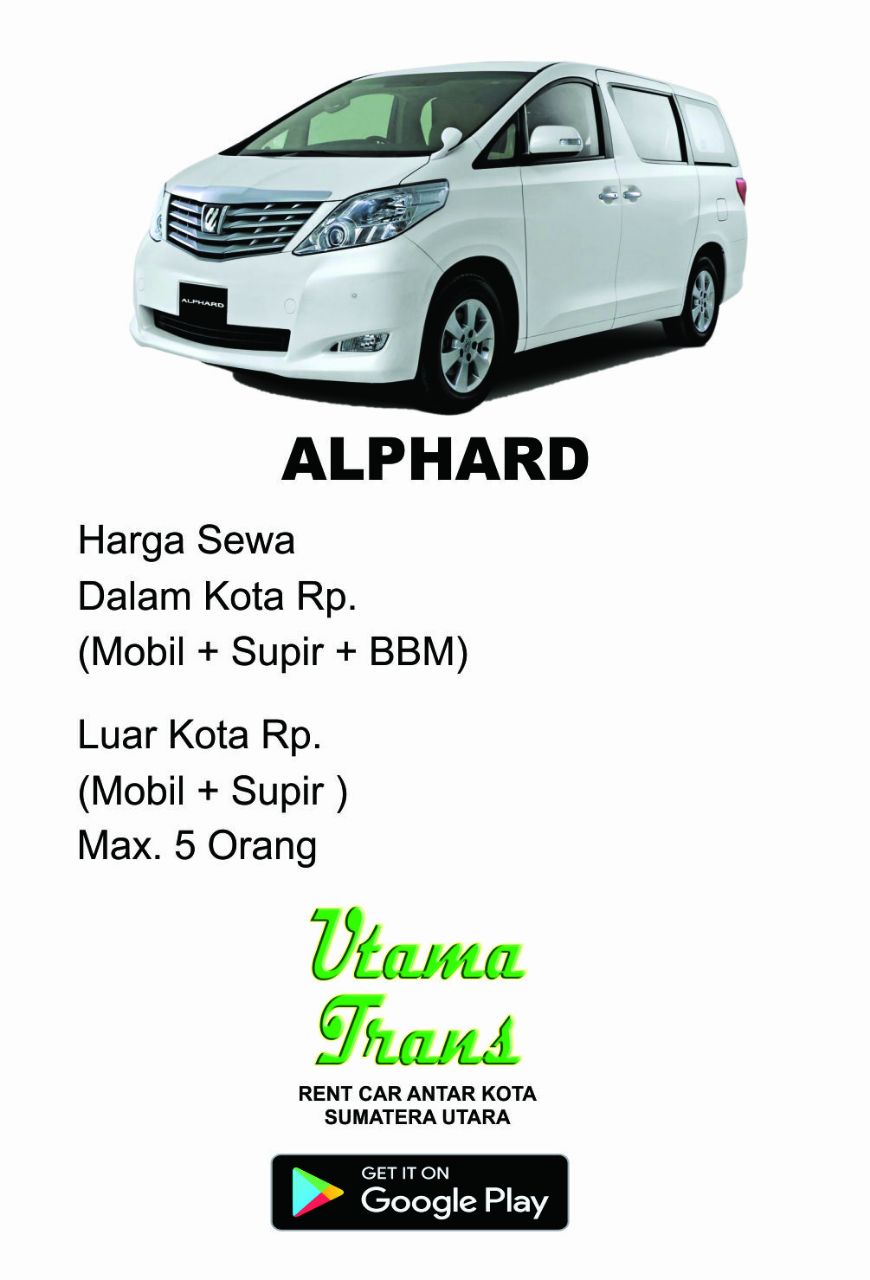 ALPHARD
ALPHARD
Harga Sewa
Dalam Kota Rp.
(Mobil + Supir + BBM)
Luar Kota Rp.
(Mobil + Supir )
Max. 5 Orang
Utama
Trans
RENT CAR ANTAR KOTA
SUMATERA UTARA
GET IT ON
Google Play